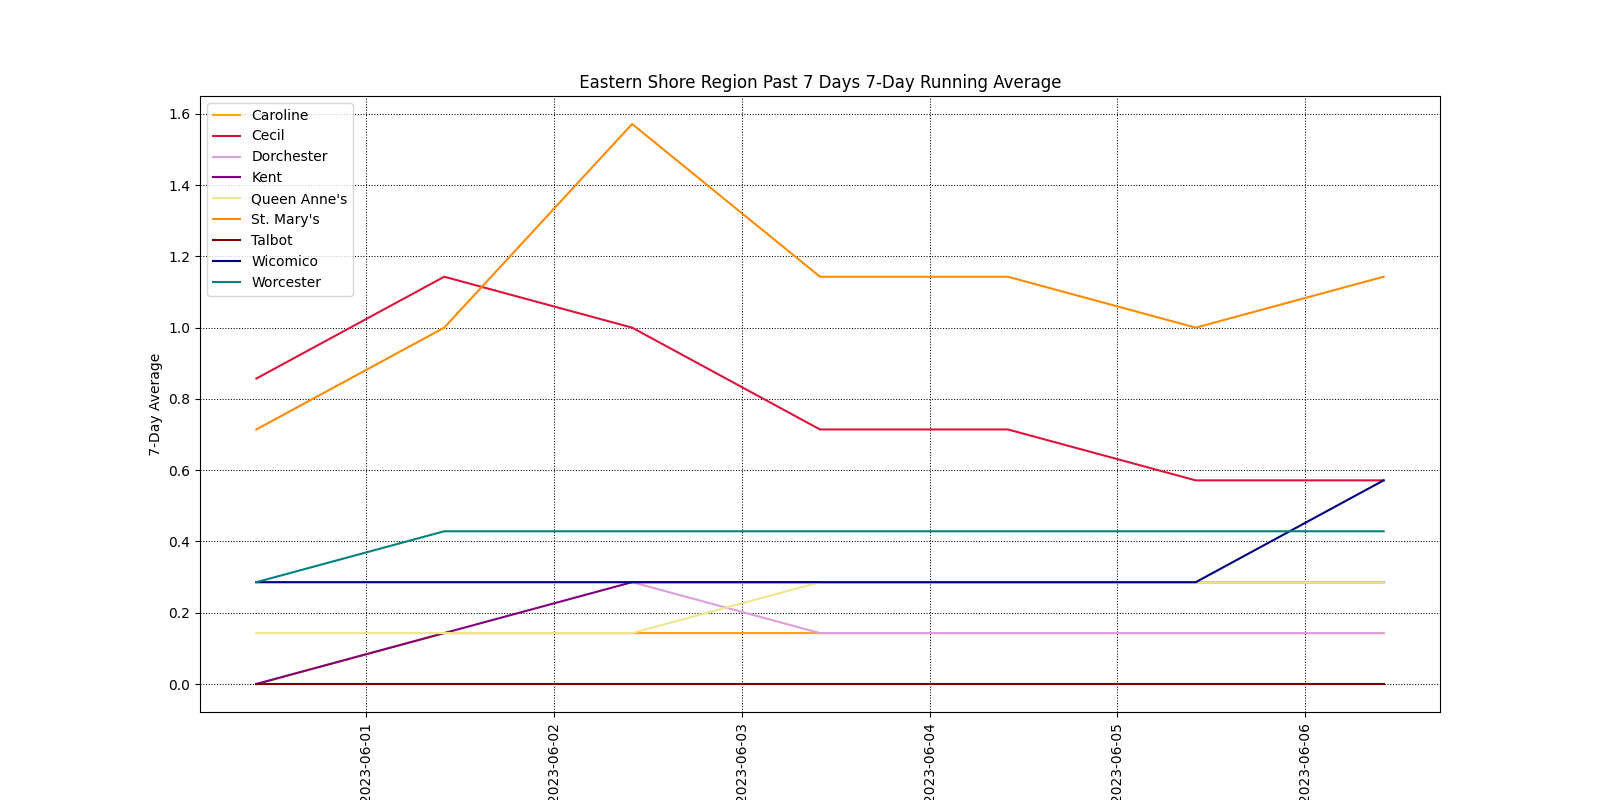 Eastern Shore Region Past 7 Days 7-Day Running Average
Caroline
Cecil
Dorchester
Kent
Queen Anne's
St. Mary's
Talbot
Wicomico
Worcester
1.6
1.4
1.2
1.0
0.8
0.6
0.4
0.2
0.0
7-Day Average
2023-06-01
2023-06-02
2023-06-03
2023-06-04
2023-06-05
2023-06-06